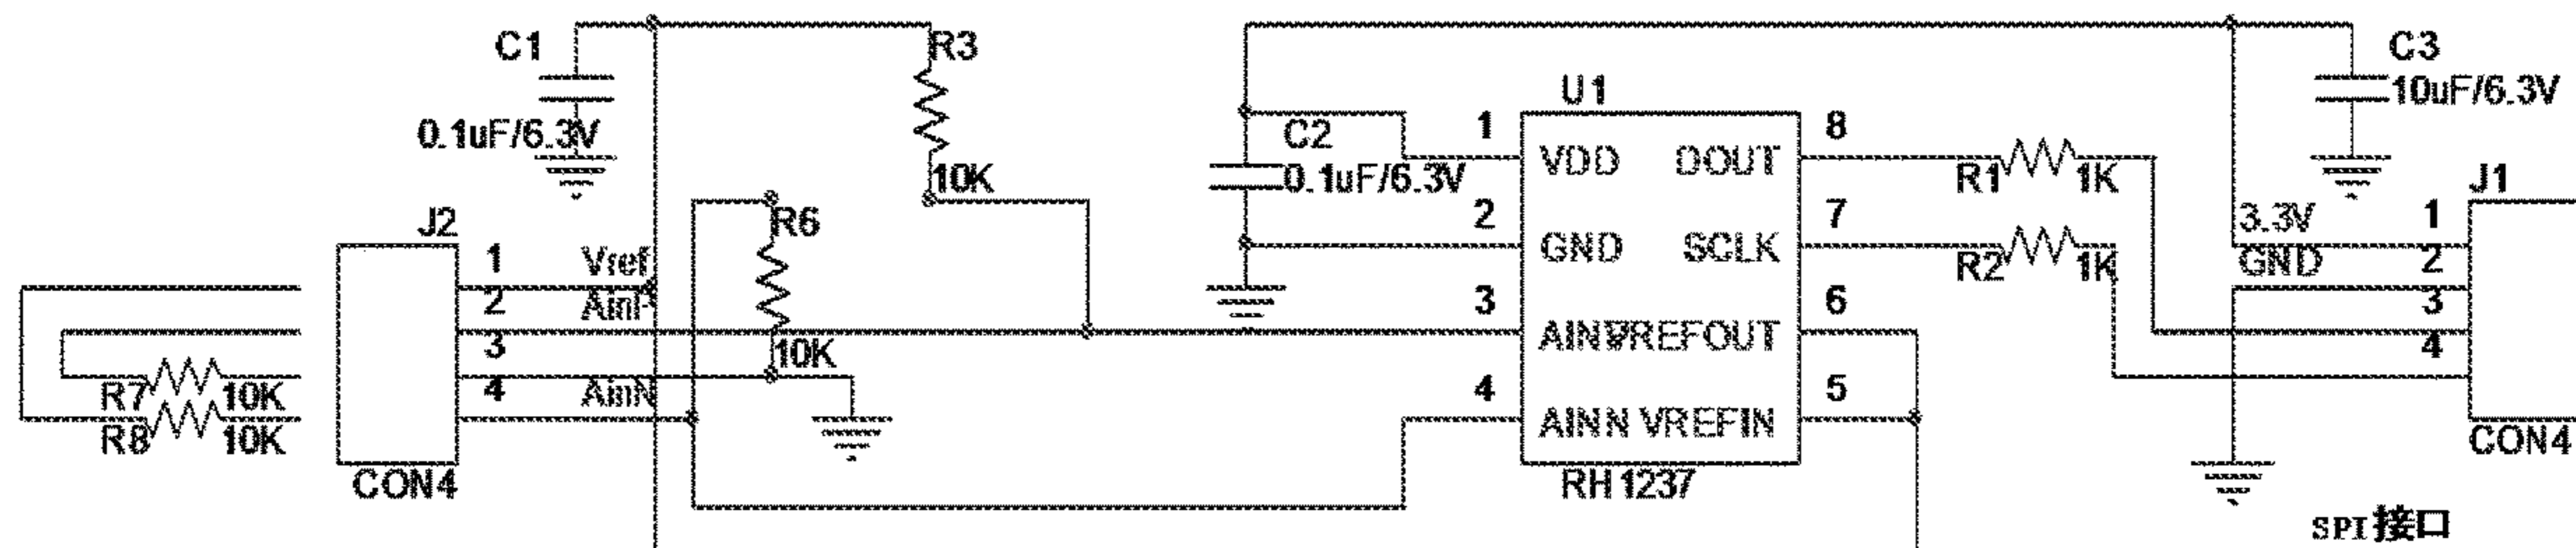 C1
0.1uF/6.3V
R3
10K
R6
10K
J2
1
Vref
2
3
4
AinN
CON4
R7
10K
R8
10K
C2
0.1uF/6.3V
U1
1
VDD
DOUT
8
2
GND
SCLK
7
3
VREFOUT
6
4
AINN
VREFIN
5
RH1237
R1
1K
R2
1K
C3
10uF/6.3V
J1
3.3V
1
GND
2
3
4
CON4
SPI接口